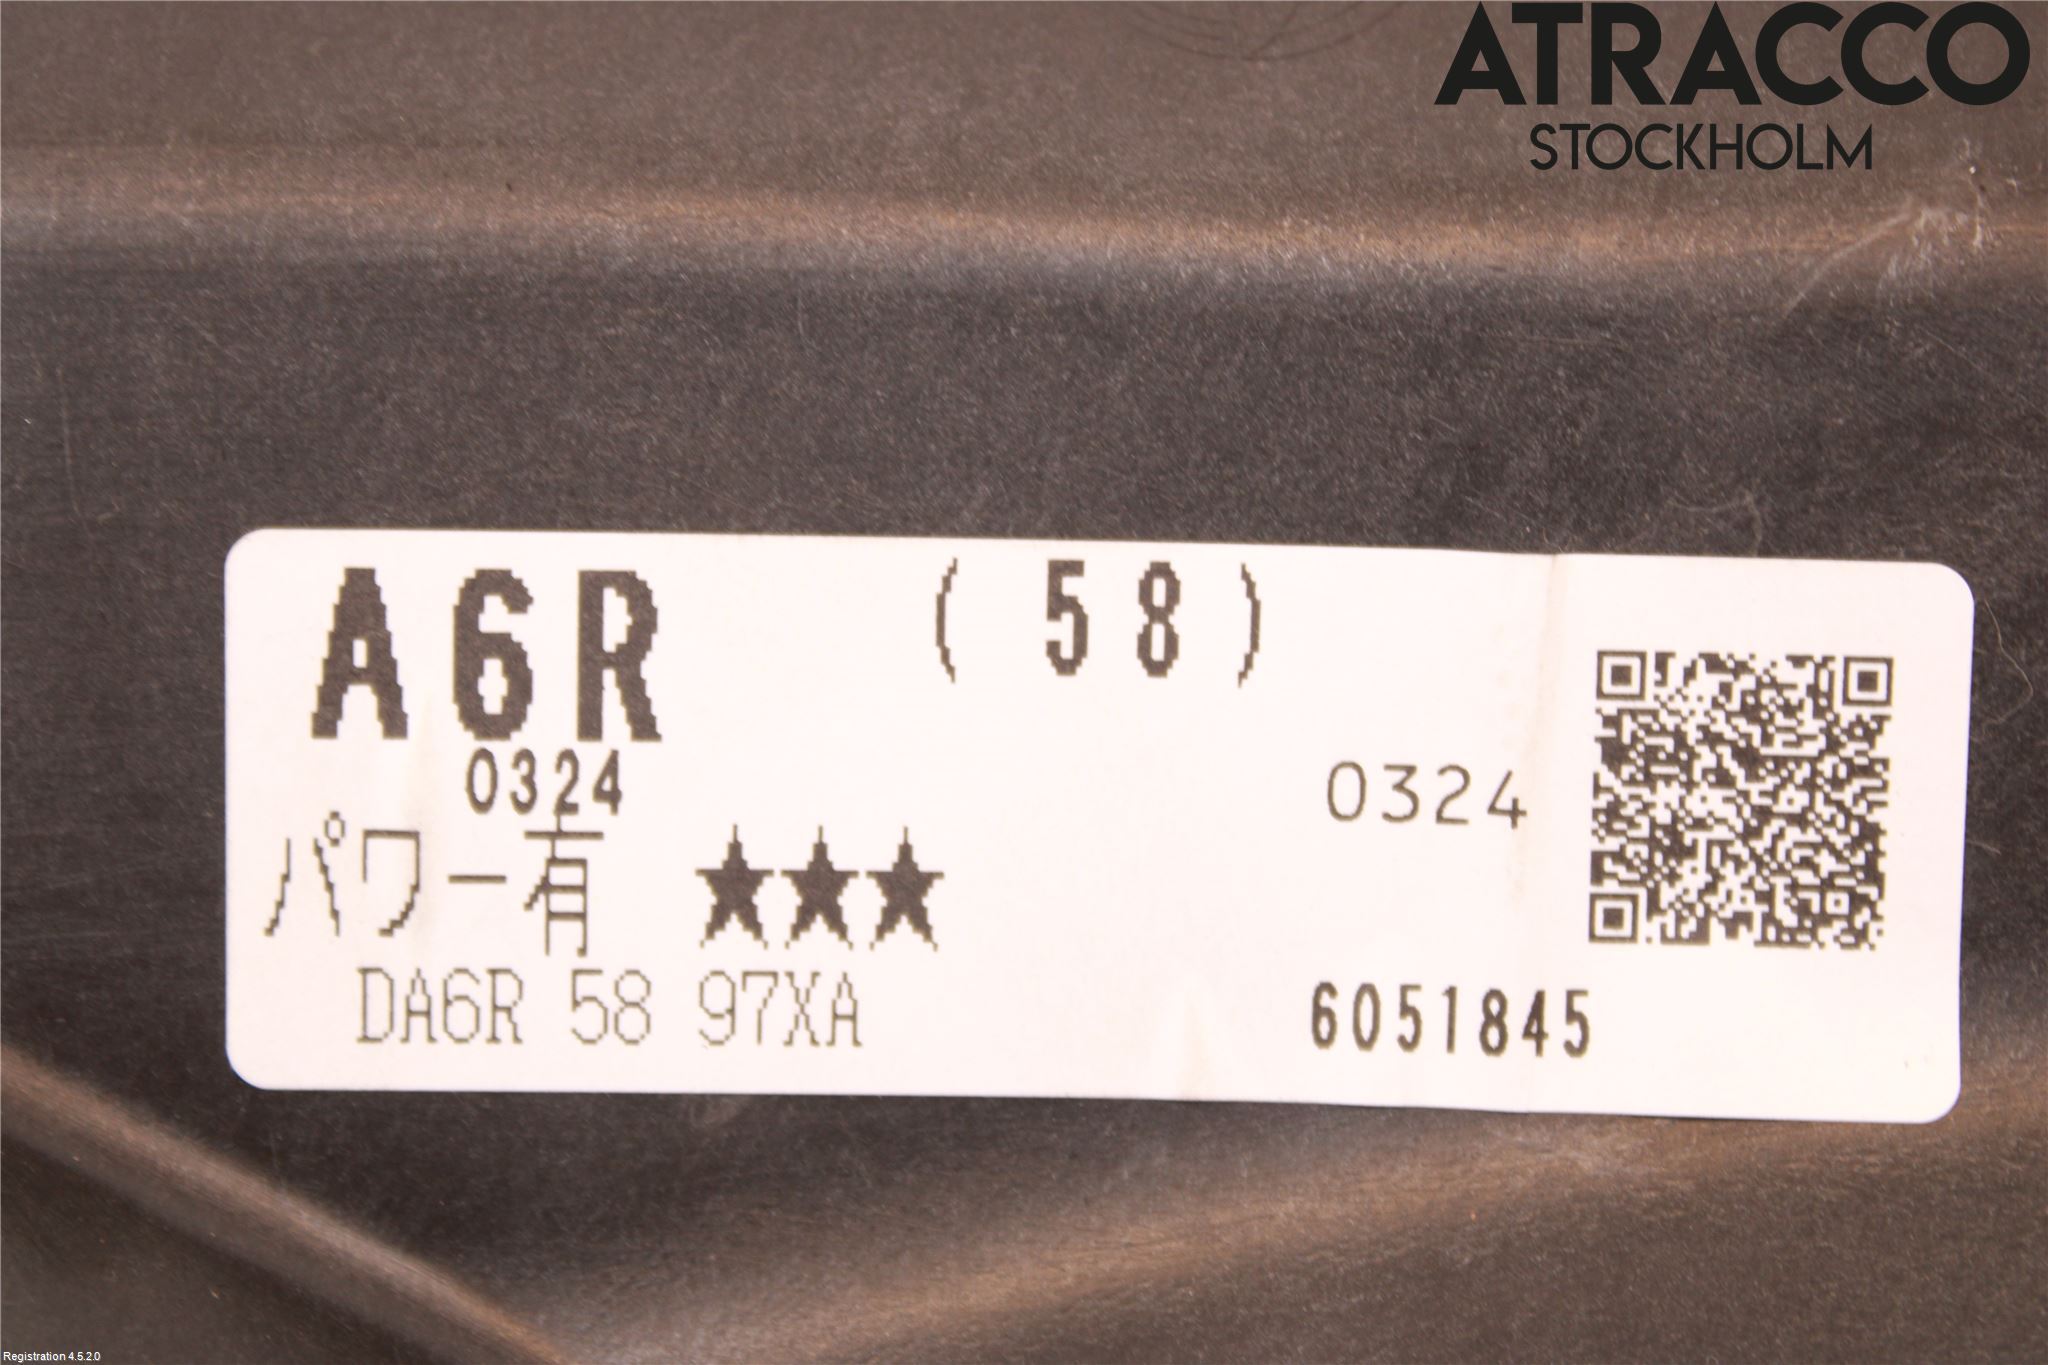 ATRACCO
STOCKHOLM
A6R ( 58 )
0324 0324
パワー有 ★★★
DA6R 58 97XA 6051845
Registration 4.5.2.0